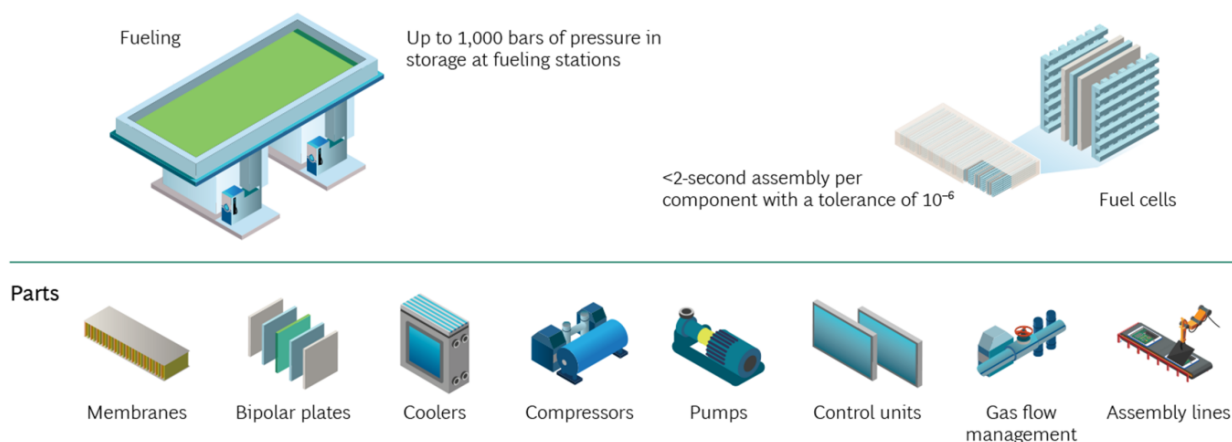 Fueling
Up to 1,000 bars of pressure in
storage at fueling stations
<2-second assembly per
component with a tolerance of 10⁻⁶
Fuel cells
Parts
Membranes
Bipolar plates
Coolers
Compressors
Pumps
Control units
Gas flow
management
Assembly lines